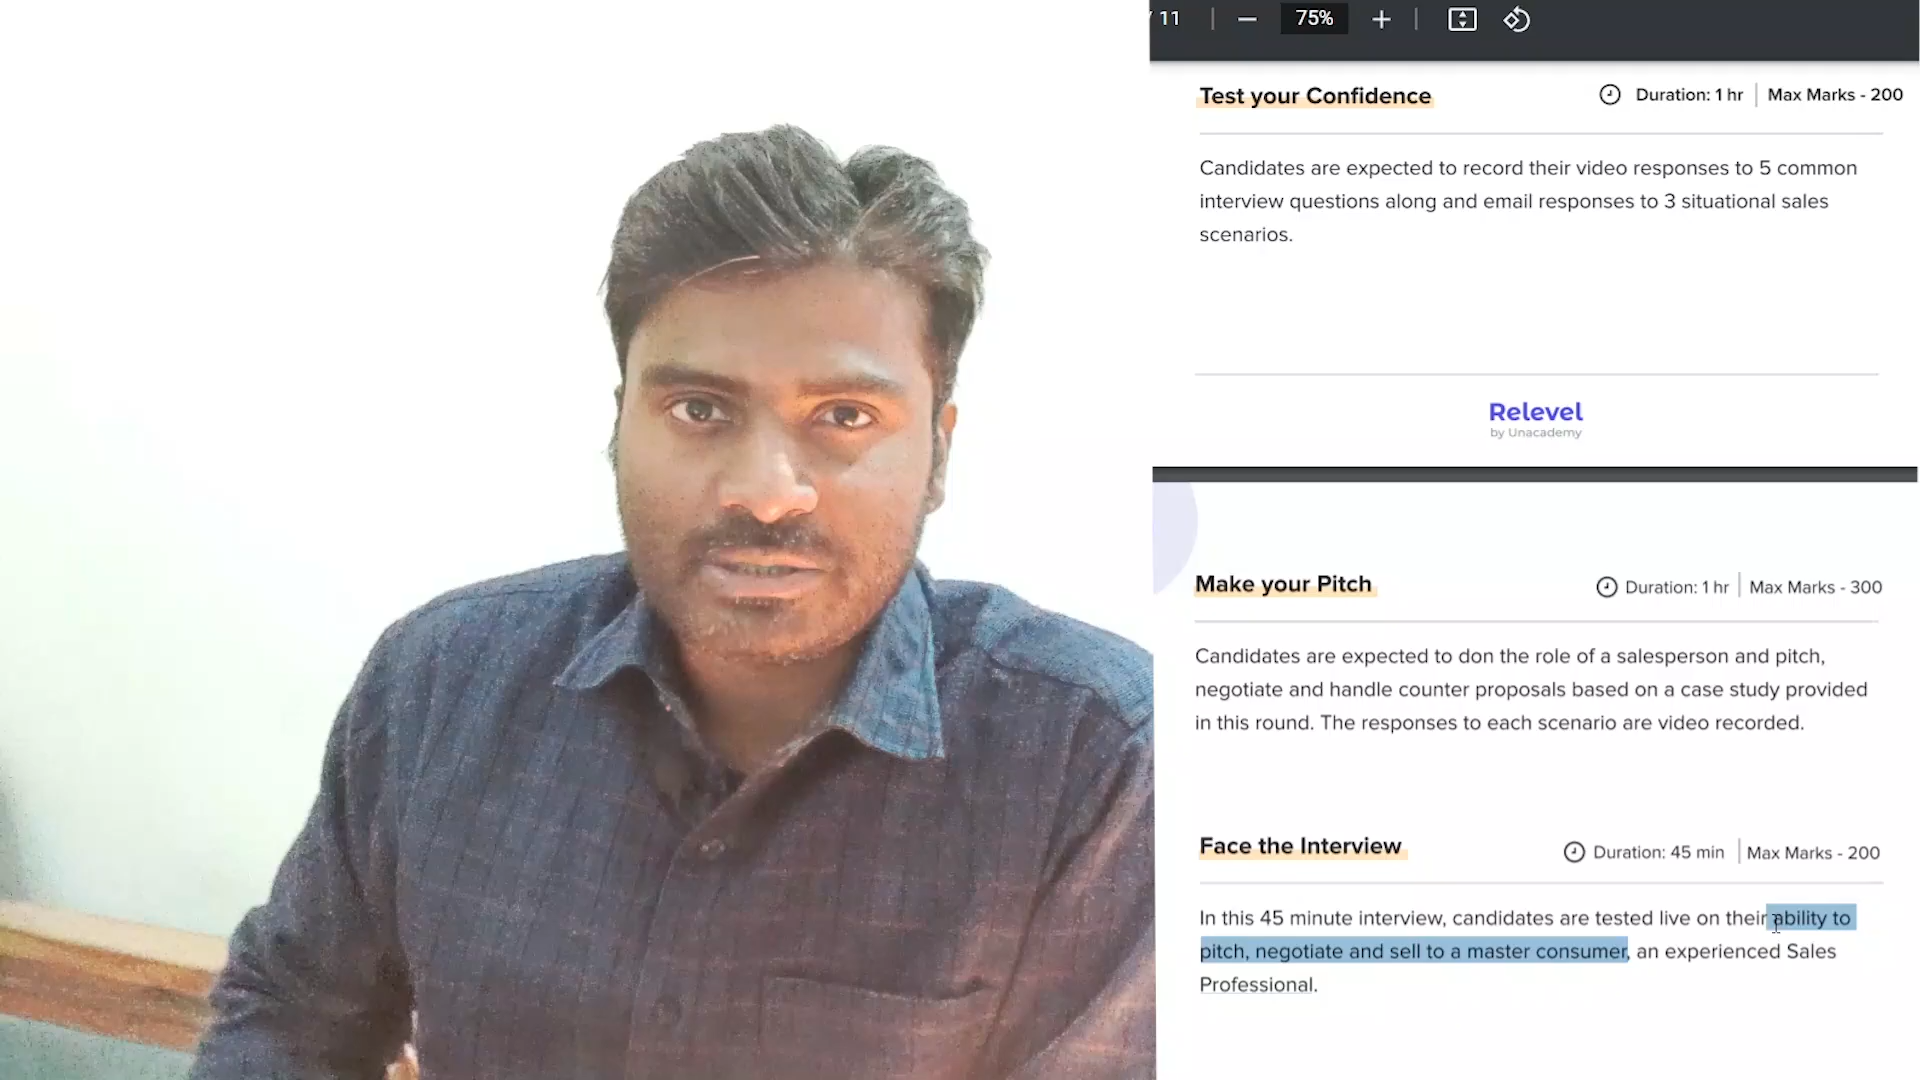 / 11 | − 75% + |
Test your Confidence Duration: 1 hr | Max Marks - 200
Candidates are expected to record their video responses to 5 common
interview questions along and email responses to 3 situational sales
scenarios.
Relevel
by Unacademy
Make your Pitch Duration: 1 hr | Max Marks - 300
Candidates are expected to don the role of a salesperson and pitch,
negotiate and handle counter proposals based on a case study provided
in this round. The responses to each scenario are video recorded.
Face the Interview Duration: 45 min | Max Marks - 200
In this 45 minute interview, candidates are tested live on their ability to
pitch, negotiate and sell to a master consumer, an experienced Sales
Professional.